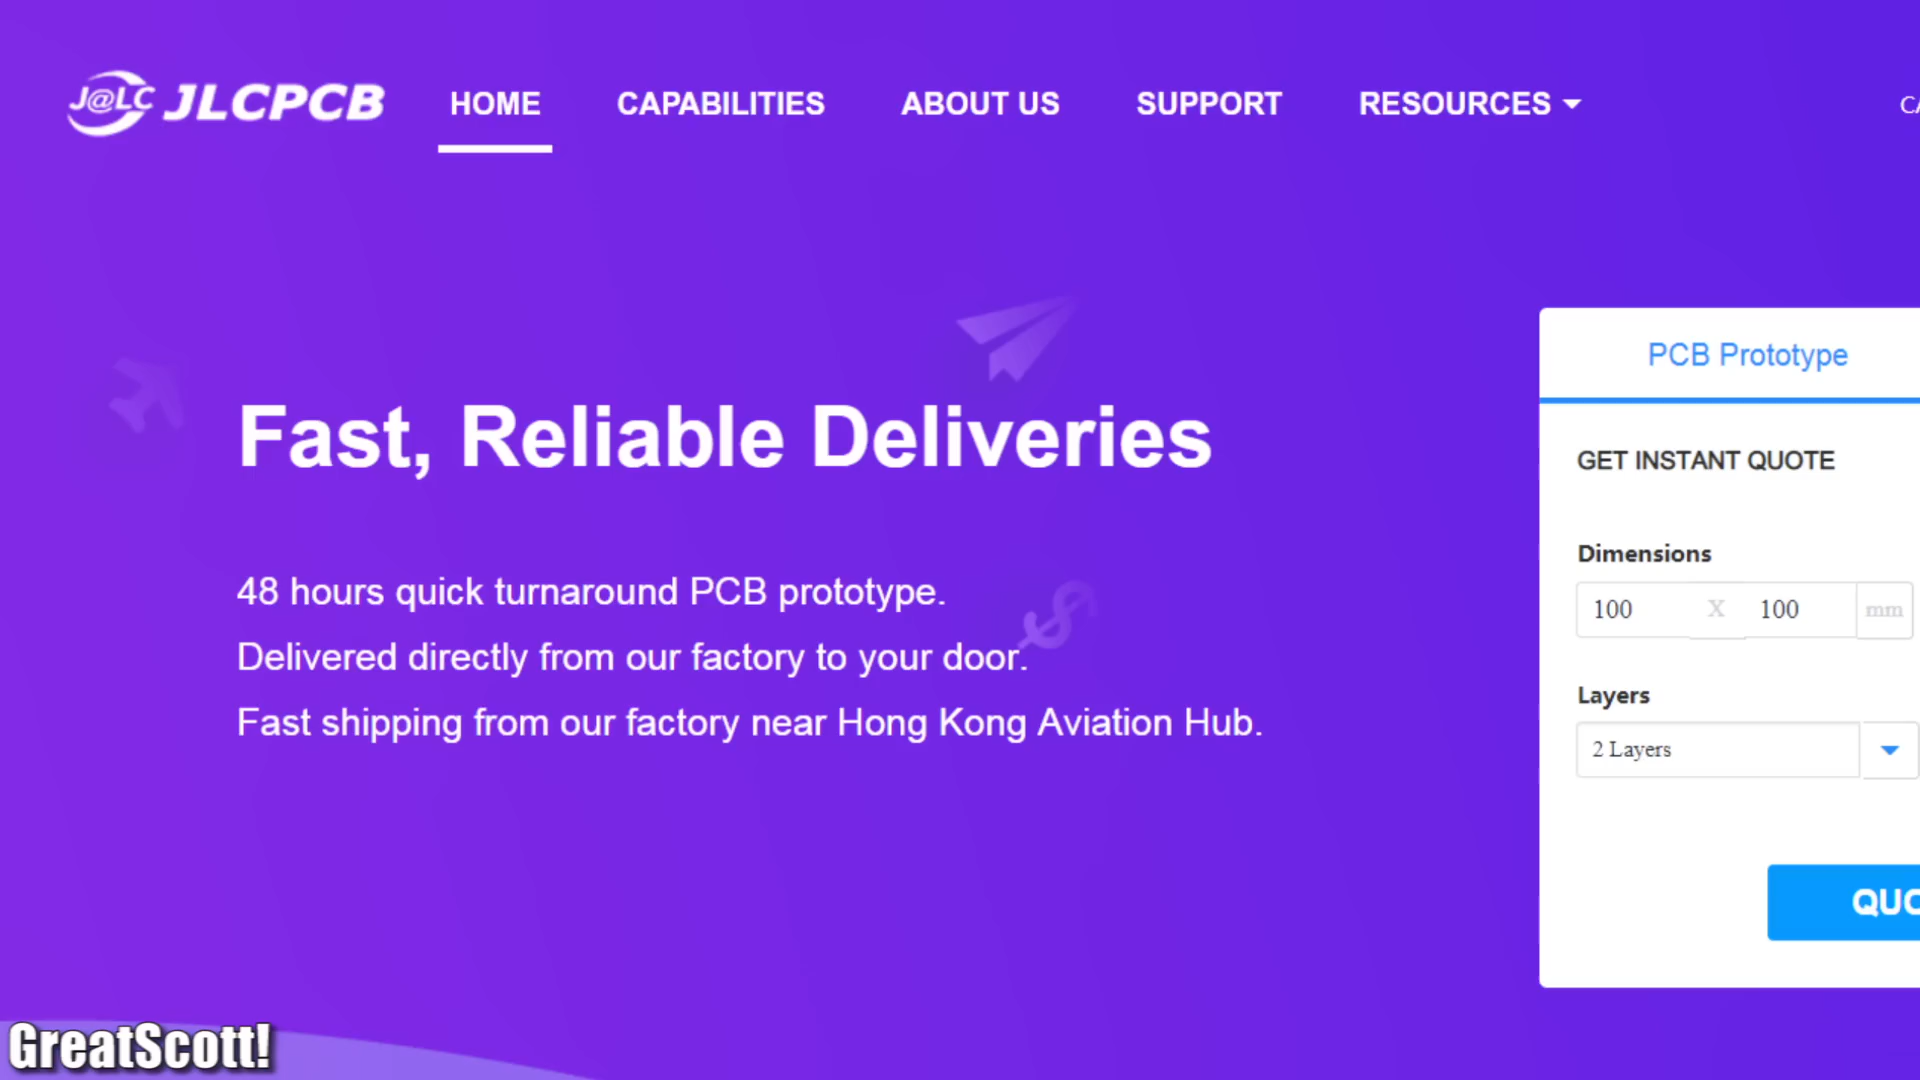 J@LC JLCPCB HOME CAPABILITIES ABOUT US SUPPORT RESOURCES
Fast, Reliable Deliveries
48 hours quick turnaround PCB prototype.
Delivered directly from our factory to your door.
Fast shipping from our factory near Hong Kong Aviation Hub.
PCB Prototype
GET INSTANT QUOTE
Dimensions
100 X 100 mm
Layers
2 Layers
GreatScott!